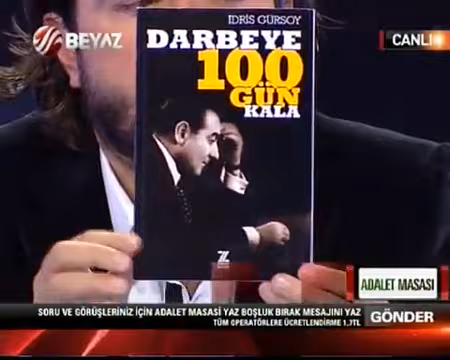 BEYAZ
CANLI
IDRIS GÜRSOY
DARBEYE
100
GÜN
KALA
Z
ADALET MASASI
SORU VE GÖRÜŞLERİNİZ İÇİN ADALET MASASİ YAZ BOŞLUK BIRAK MESAJINI YAZ
TÜM OPERATÖRLERE ÜCRETLENDİRME 1.7TL
GÖNDER